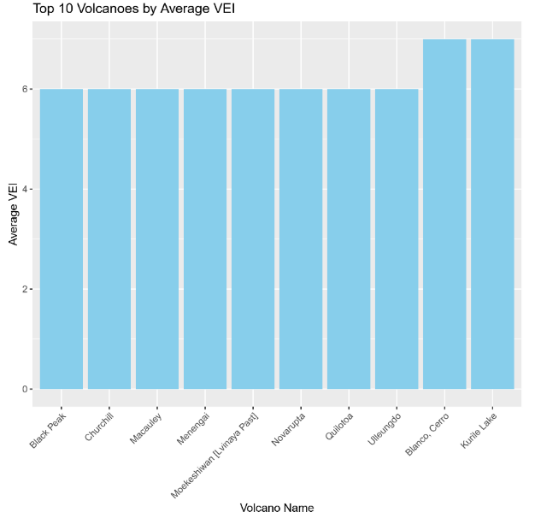 Top 10 Volcanoes by Average VEI
Average VEI
6
4
2
0
Black Peak
Churchill
Macauley
Menengai
Moekeshiwan [Lvinaya Past]
Novarupta
Quilotoa
Ulleungdo
Blanco, Cerro
Kurile Lake
Volcano Name